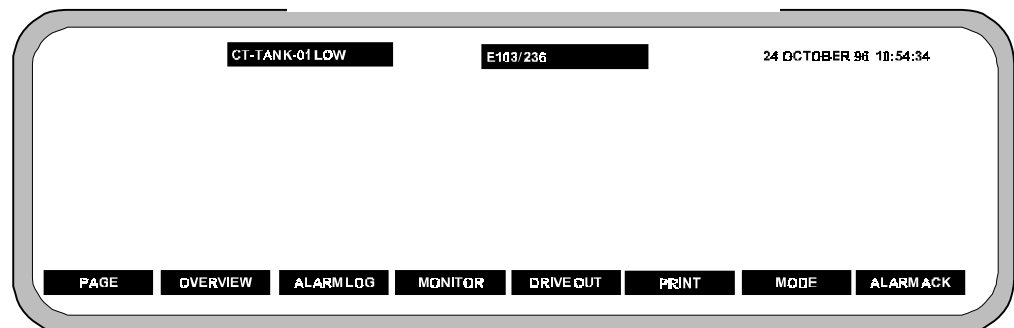 CT-TANK-01 LOW E103/236 24 OCTOBER 96 10:54:34
PAGE OVERVIEW ALARM LOG MONITOR DRIVE OUT PRINT MODE ALARM ACK